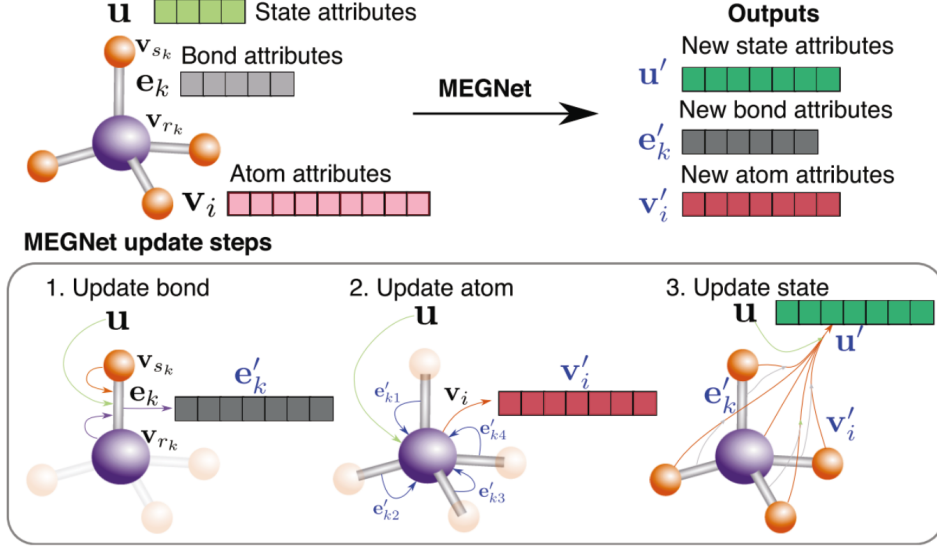 u State attributes
v_{s_k} Bond attributes
e_k
v_{r_k}
Atom attributes
v_i
MEGNet
Outputs
New state attributes
u'
New bond attributes
e'_k
New atom attributes
v'_i
MEGNet update steps
1. Update bond
u
v_{s_k}
e_k
e'_k
v_{r_k}
2. Update atom
u
e'_{k1}
v_i
v'_i
e'_{k4}
e'_{k2}
e'_{k3}
3. Update state
u
u'
e'_k
v'_i